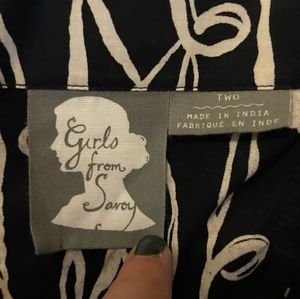 Girls
from
Savoy
TWO
MADE IN INDIA
FABRIQUÉ EN INDE